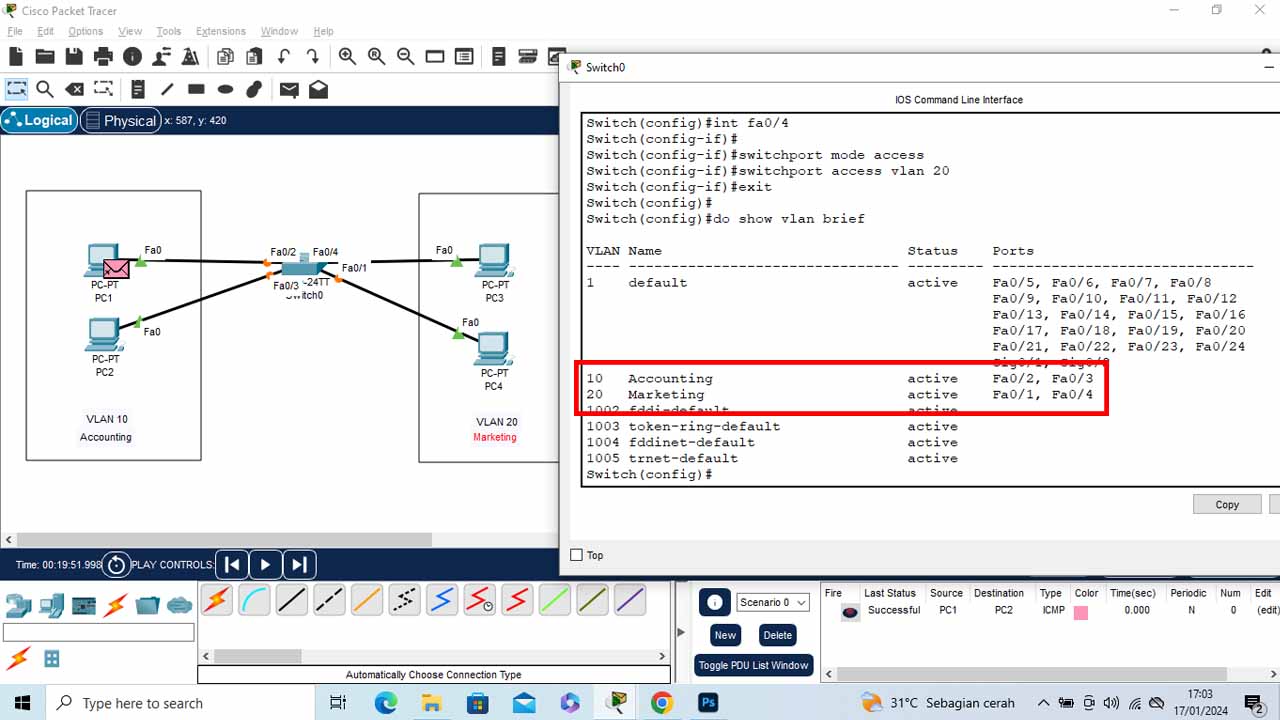 Cisco Packet Tracer
File Edit Options View Tools Extensions Window Help
Logical Physical x: 587, y: 420
Switch0
IOS Command Line Interface
Switch(config)#int fa0/4
Switch(config-if)#
Switch(config-if)#switchport mode access
Switch(config-if)#switchport access vlan 20
Switch(config-if)#exit
Switch(config)#
Switch(config)#do show vlan brief
VLAN Name Status Ports
---- -------------------------------- --------- -------------------------------
1 default active Fa0/5, Fa0/6, Fa0/7, Fa0/8
Fa0/9, Fa0/10, Fa0/11, Fa0/12
Fa0/13, Fa0/14, Fa0/15, Fa0/16
Fa0/17, Fa0/18, Fa0/19, Fa0/20
Fa0/21, Fa0/22, Fa0/23, Fa0/24
10 Accounting active Fa0/2, Fa0/3
20 Marketing active Fa0/1, Fa0/4
1002 fddi-default active
1003 token-ring-default active
1004 fddinet-default active
1005 trnet-default active
Switch(config)#
Copy
Top
Fa0
PC-PT
PC1
Fa0
PC-PT
PC2
VLAN 10
Accounting
Fa0/2 Fa0/4
Fa0/1
Fa0/3 -24TT
Switch0
Fa0
PC-PT
PC3
Fa0
PC-PT
PC4
VLAN 20
Marketing
Time: 00:19:51.998 PLAY CONTROLS:
Automatically Choose Connection Type
Scenario 0
New Delete
Toggle PDU List Window
Fire Last Status Source Destination Type Color Time(sec) Periodic Num Edit
Successful PC1 PC2 ICMP 0.000 N 0 (edit)
Type here to search
31°C Sebagian cerah
17:03
17/01/2024
2